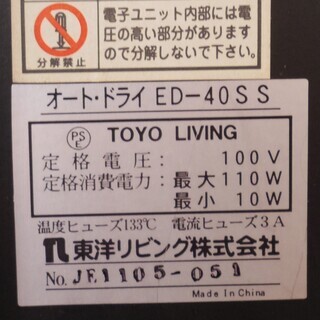 電子ユニット内部には電
圧の高い部分があります
ので分解しないで下さい。
分解禁止
オート・ドライ ED-40SS
PSE TOYO LIVING
定格電圧: 100V
定格消費電力: 最大 110W
最小 10W
温度ヒューズ133℃ 電流ヒューズ3A
東洋リビング株式会社
No. JE1105-051
Made In China